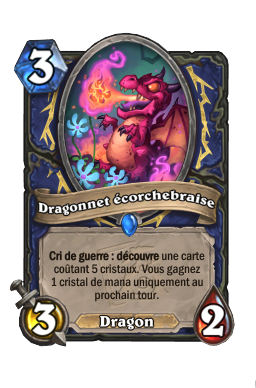 3
Dragonnet écorchebraise
Cri de guerre : découvre une carte
coûtant 5 cristaux. Vous gagnez
1 cristal de mana uniquement au
prochain tour.
3
Dragon
2